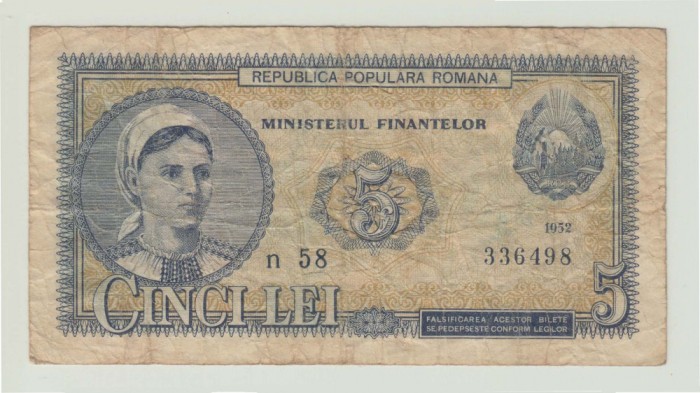 REPUBLICA POPULARA ROMANA
MINISTERUL FINANTELOR
5
1952
n 58
336498
CINCI LEI
5
FALSIFICAREA ACESTOR BILETE
SE PEDEPSESTE CONFORM LEGILOR